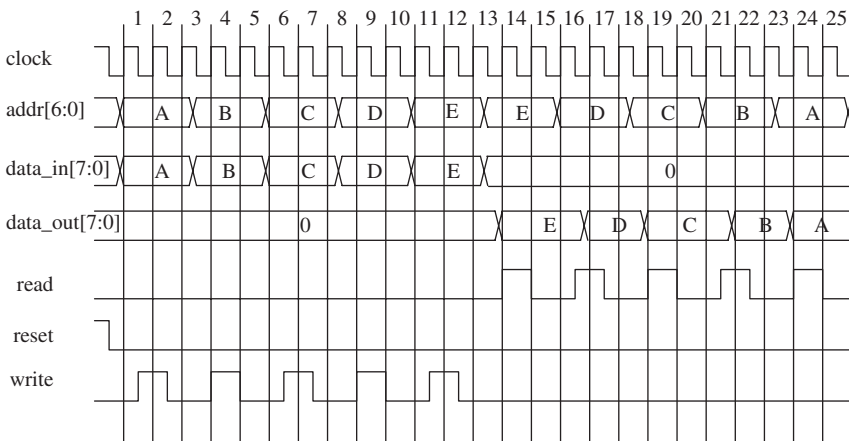 1 2 3 4 5 6 7 8 9 10 11 12 13 14 15 16 17 18 19 20 21 22 23 24 25
clock
addr[6:0] A B C D E E D C B A
data_in[7:0] A B C D E 0
data_out[7:0] 0 E D C B A
read
reset
write